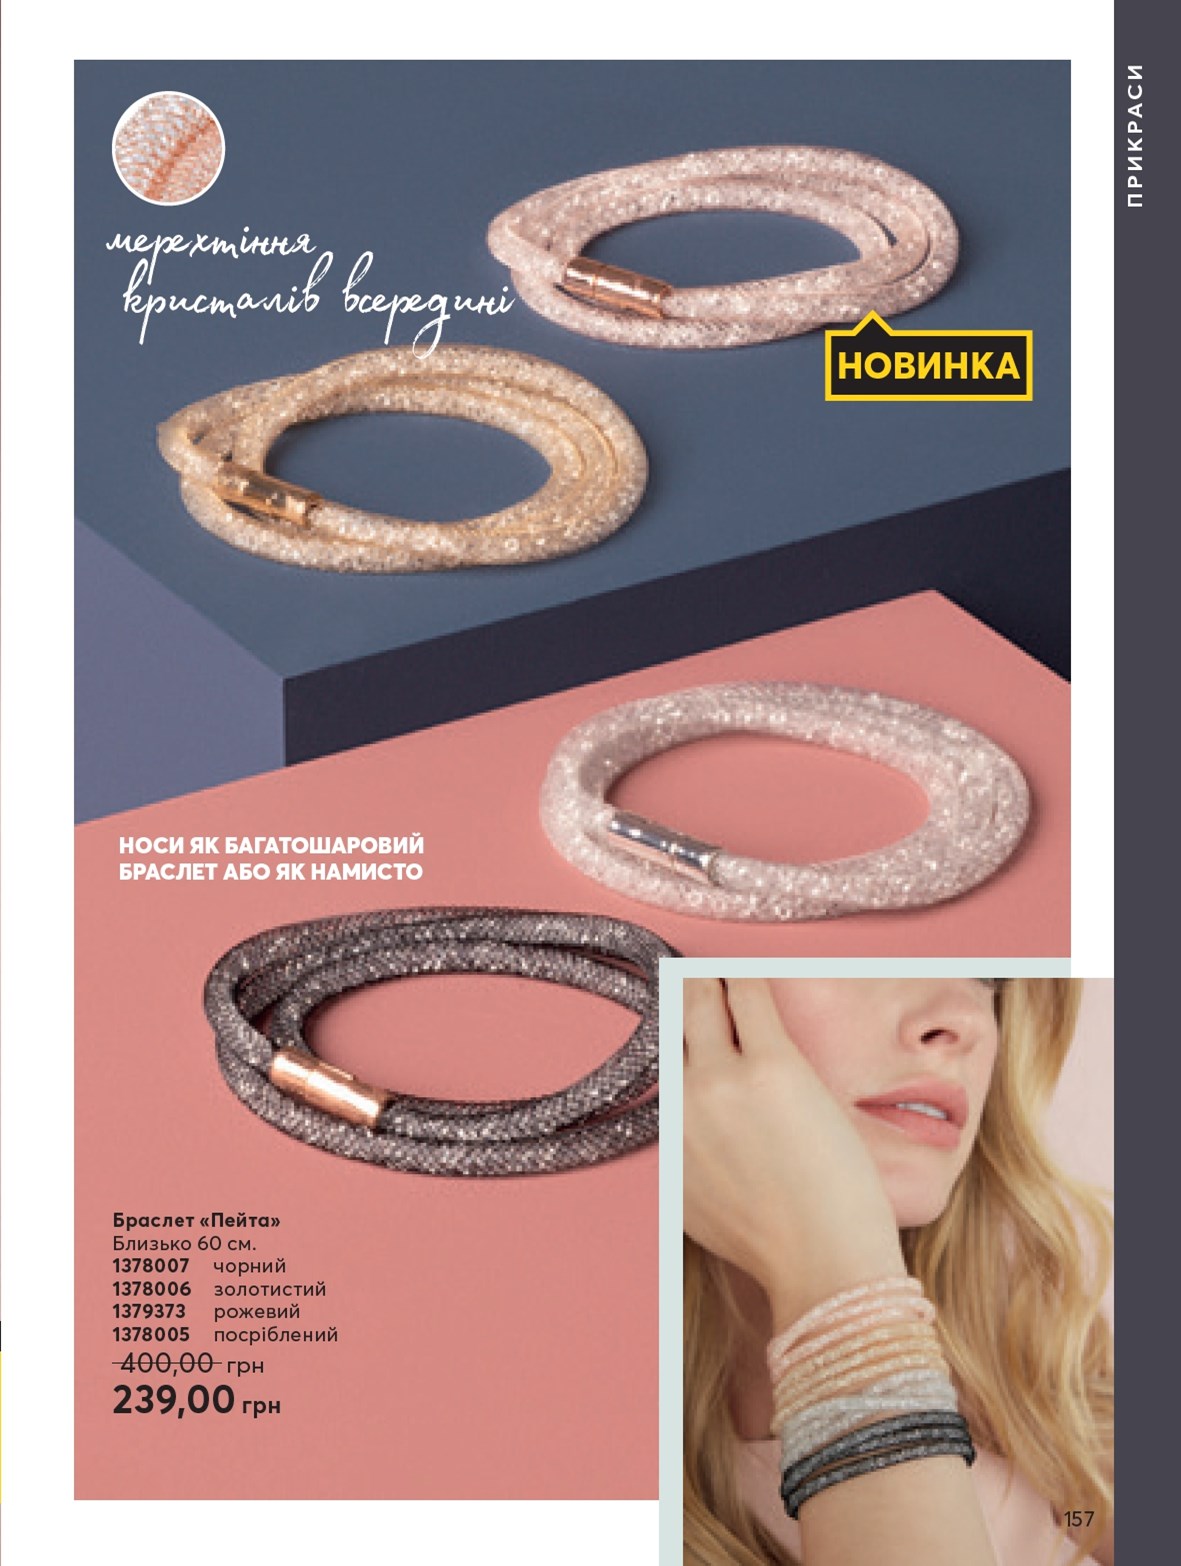 ПРИКРАСИ
мерехтіння
кристалів всередині
НОВИНКА
НОСИ ЯК БАГАТОШАРОВИЙ
БРАСЛЕТ АБО ЯК НАМИСТО
Браслет «Пейта»
Близько 60 см.
1378007 чорний
1378006 золотистий
1379373 рожевий
1378005 посріблений
400,00 грн
239,00 грн
157